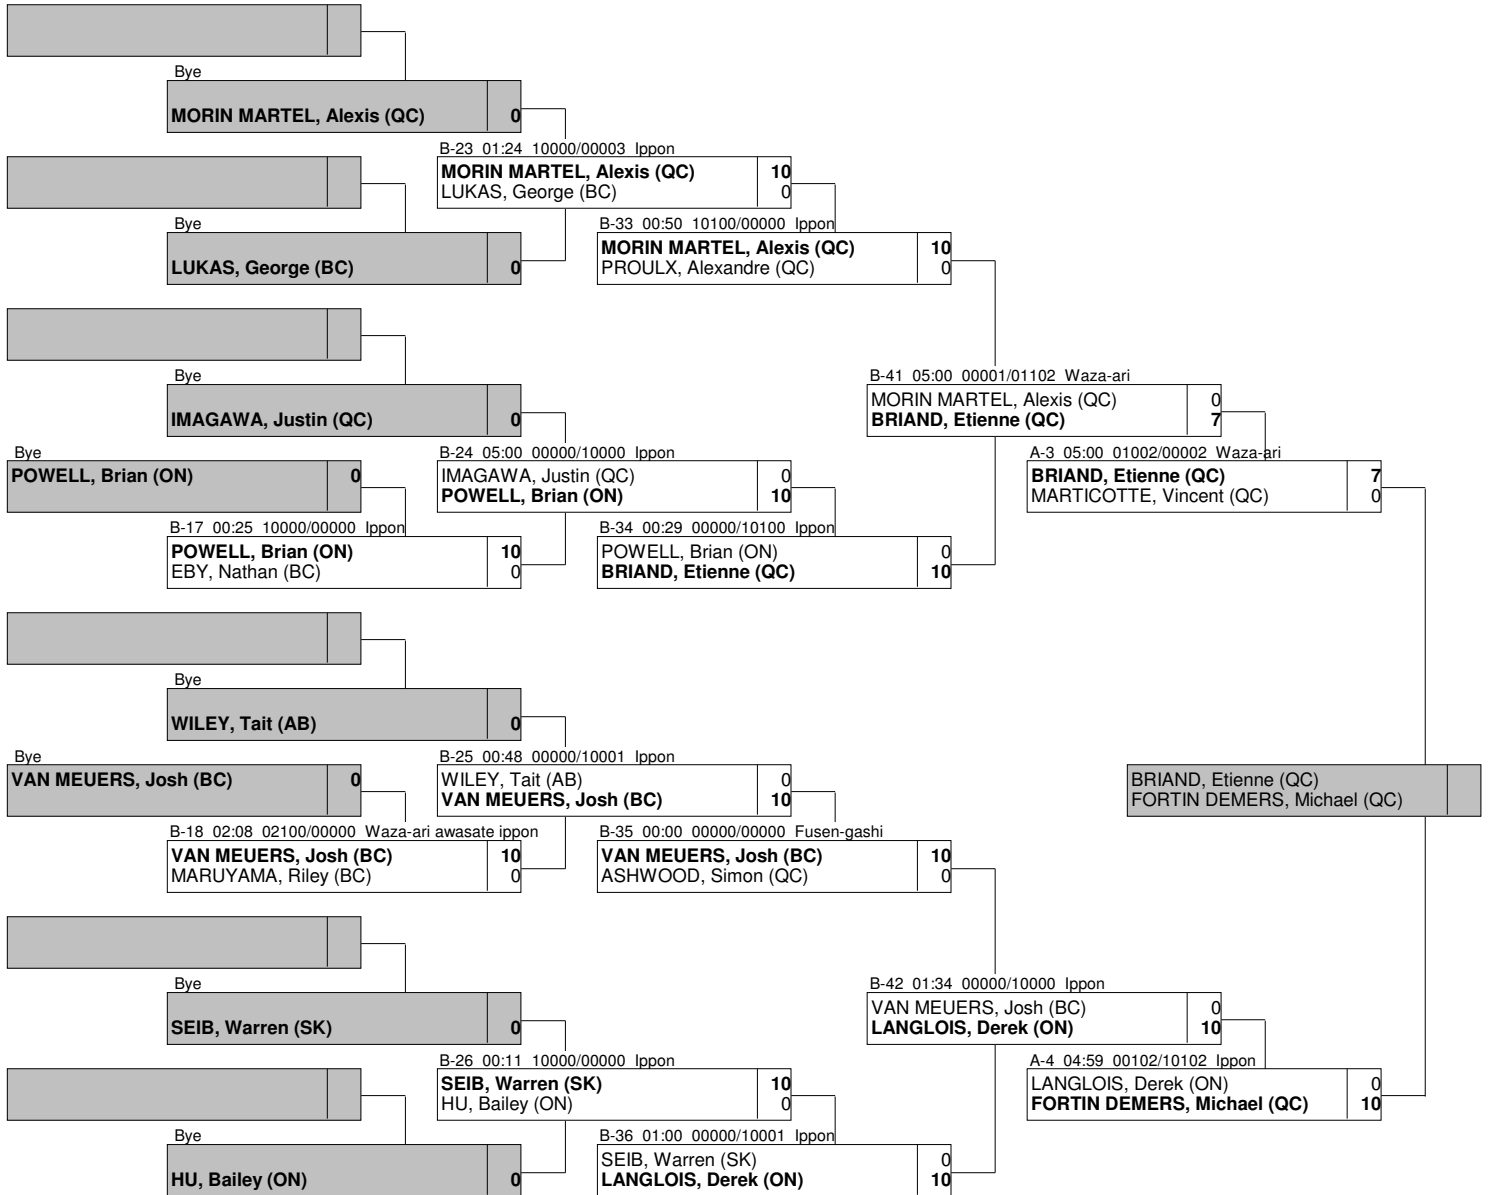 Bye
MORIN MARTEL, Alexis (QC) 0
B-23 01:24 10000/00003 Ippon
MORIN MARTEL, Alexis (QC) 10
LUKAS, George (BC) 0
Bye
LUKAS, George (BC) 0
B-33 00:50 10100/00000 Ippon
MORIN MARTEL, Alexis (QC) 10
PROULX, Alexandre (QC) 0
Bye
IMAGAWA, Justin (QC) 0
B-41 05:00 00001/01102 Waza-ari
MORIN MARTEL, Alexis (QC) 0
BRIAND, Etienne (QC) 7
Bye
POWELL, Brian (ON) 0
B-24 05:00 00000/10000 Ippon
IMAGAWA, Justin (QC) 0
POWELL, Brian (ON) 10
A-3 05:00 01002/00002 Waza-ari
BRIAND, Etienne (QC) 7
MARTICOTTE, Vincent (QC) 0
B-17 00:25 10000/00000 Ippon
POWELL, Brian (ON) 10
EBY, Nathan (BC) 0
B-34 00:29 00000/10100 Ippon
POWELL, Brian (ON) 0
BRIAND, Etienne (QC) 10
Bye
WILEY, Tait (AB) 0
Bye
VAN MEUERS, Josh (BC) 0
B-25 00:48 00000/10001 Ippon
WILEY, Tait (AB) 0
VAN MEUERS, Josh (BC) 10
BRIAND, Etienne (QC)
FORTIN DEMERS, Michael (QC)
B-18 02:08 02100/00000 Waza-ari awasate ippon
VAN MEUERS, Josh (BC) 10
MARUYAMA, Riley (BC) 0
B-35 00:00 00000/00000 Fusen-gashi
VAN MEUERS, Josh (BC) 10
ASHWOOD, Simon (QC) 0
Bye
SEIB, Warren (SK) 0
B-42 01:34 00000/10000 Ippon
VAN MEUERS, Josh (BC) 0
LANGLOIS, Derek (ON) 10
B-26 00:11 10000/00000 Ippon
SEIB, Warren (SK) 10
HU, Bailey (ON) 0
A-4 04:59 00102/10102 Ippon
LANGLOIS, Derek (ON) 0
FORTIN DEMERS, Michael (QC) 10
Bye
HU, Bailey (ON) 0
B-36 01:00 00000/10001 Ippon
SEIB, Warren (SK) 0
LANGLOIS, Derek (ON) 10